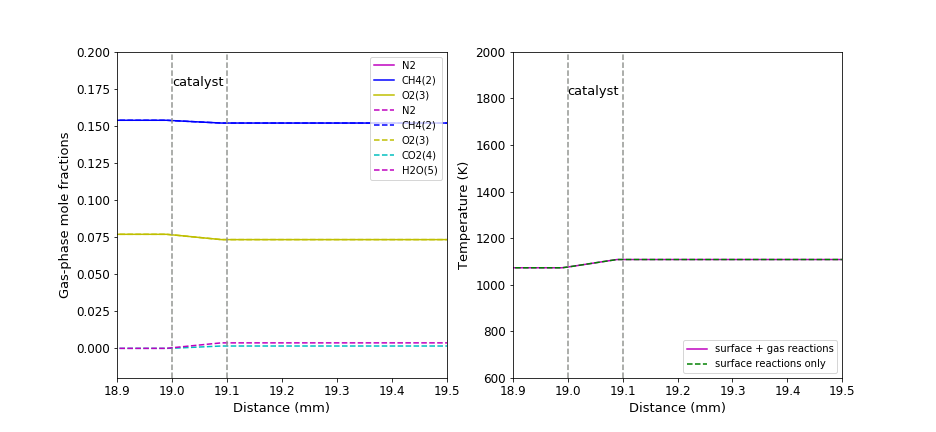 0.200
0.175
0.150
0.125
0.100
0.075
0.050
0.025
0.000
Gas-phase mole fractions
catalyst
N2
CH4(2)
O2(3)
N2
CH4(2)
O2(3)
CO2(4)
H2O(5)
18.9 19.0 19.1 19.2 19.3 19.4 19.5
Distance (mm)
2000
1800
1600
1400
1200
1000
800
600
Temperature (K)
catalyst
surface + gas reactions
surface reactions only
18.9 19.0 19.1 19.2 19.3 19.4 19.5
Distance (mm)